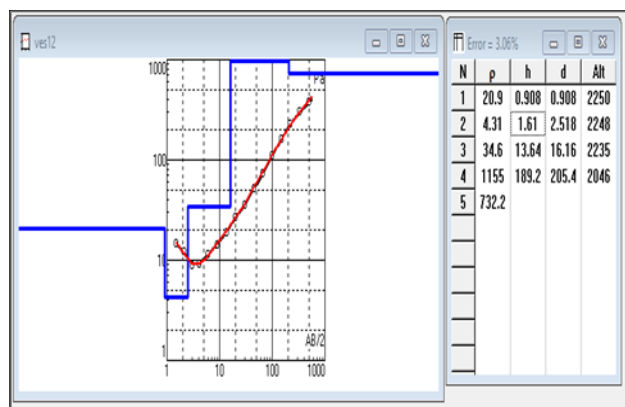 ves12
1000
Pa
100
10
1
AB/2
1 10 100 1000
Error = 3.06%
N ρ h d Alt
1 20.9 0.908 0.908 2250
2 4.31 1.61 2.518 2248
3 34.6 13.64 16.16 2235
4 1155 189.2 205.4 2046
5 732.2